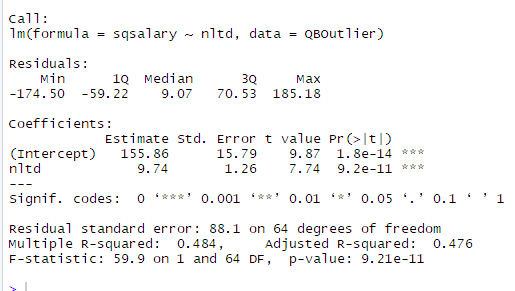 Call:
lm(formula = sqsalary ~ nltd, data = QBOutlier)
Residuals:
    Min      1Q  Median      3Q     Max
-174.50  -59.22    9.07   70.53  185.18
Coefficients:
            Estimate Std. Error t value Pr(>|t|)
(Intercept)   155.86      15.79    9.87  1.8e-14 ***
nltd            9.74       1.26    7.74  9.2e-11 ***
---
Signif. codes:  0 ‘***’ 0.001 ‘**’ 0.01 ‘*’ 0.05 ‘.’ 0.1 ‘ ’ 1
Residual standard error: 88.1 on 64 degrees of freedom
Multiple R-squared:  0.484,     Adjusted R-squared:  0.476
F-statistic: 59.9 on 1 and 64 DF,  p-value: 9.21e-11
>